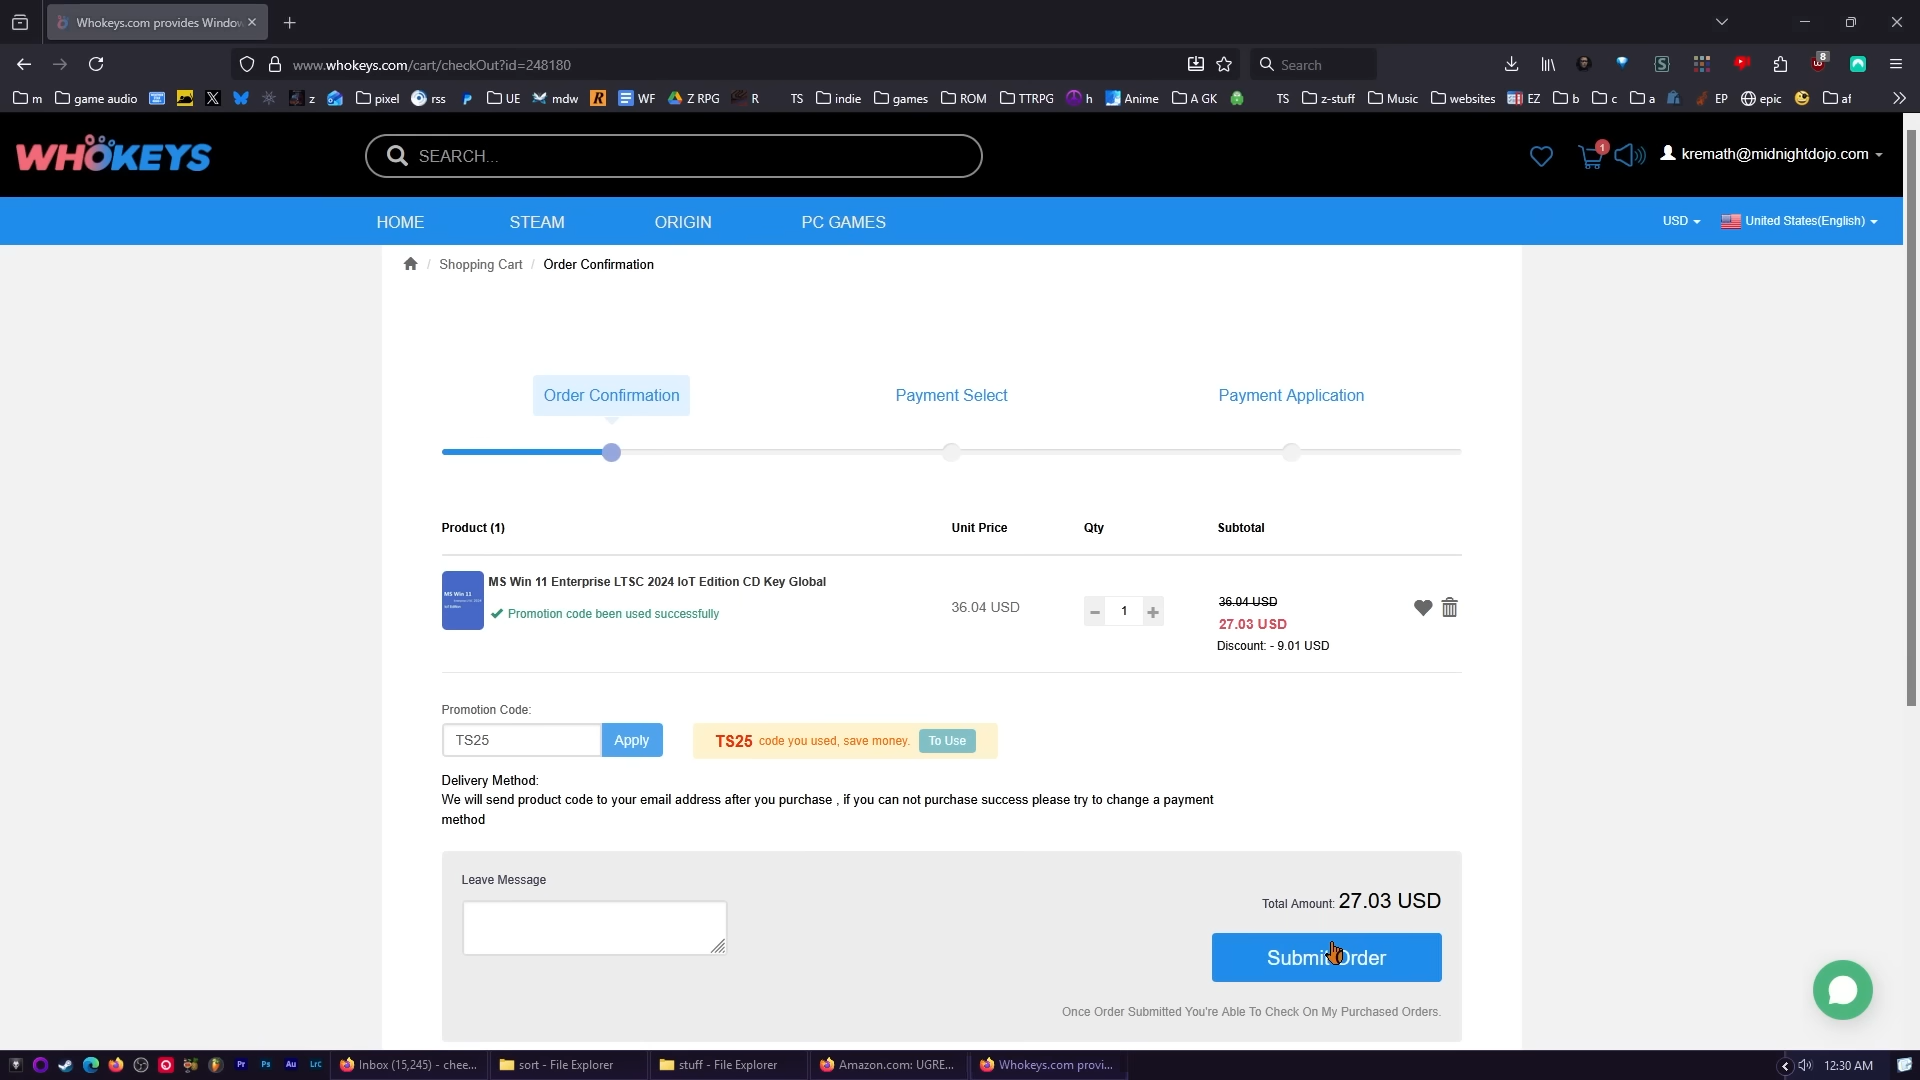 Whokeys.com provides Window
www.whokeys.com/cart/checkOut?id=248180
Search
8
m
game audio
z
pixel
rss
UE
mdw
WF
Z RPG
R
TS
indie
games
ROM
TTRPG
h
Anime
A GK
TS
z-stuff
Music
websites
EZ
b
c
a
EP
epic
af
WHOKEYS
SEARCH...
1
kremath@midnightdojo.com
HOME
STEAM
ORIGIN
PC GAMES
USD
United States(English)
/ Shopping Cart / Order Confirmation
Order Confirmation
Payment Select
Payment Application
Product (1)
Unit Price
Qty
Subtotal
MS Win 11
MS Win 11 Enterprise LTSC 2024 IoT Edition CD Key Global
Promotion code been used successfully
36.04 USD
1
36.04 USD
27.03 USD
Discount: - 9.01 USD
Promotion Code:
TS25
Apply
TS25 code you used, save money.
To Use
Delivery Method:
We will send product code to your email address after you purchase , if you can not purchase success please try to change a payment
method
Leave Message
Total Amount: 27.03 USD
Submit Order
Once Order Submitted You're Able To Check On My Purchased Orders.
Pr
Ps
Au
Lrc
Inbox (15,245) - chee...
sort - File Explorer
stuff - File Explorer
Amazon.com: UGRE...
Whokeys.com provi...
12:30 AM